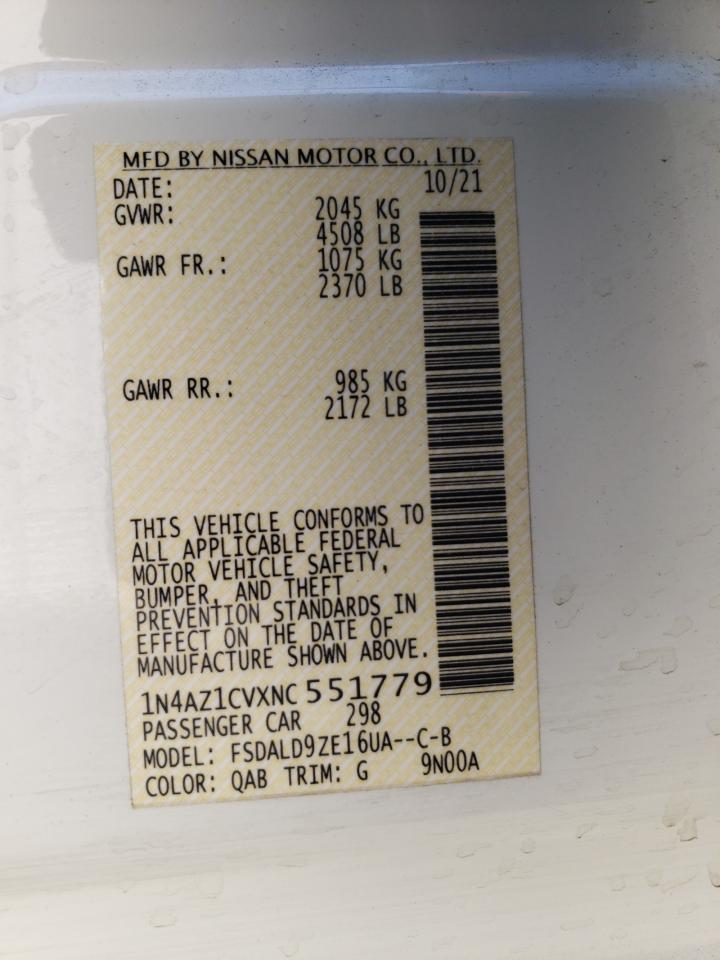 MFD BY NISSAN MOTOR CO., LTD.
DATE: 10/21
GVWR: 2045 KG
4508 LB
GAWR FR.: 1075 KG
2370 LB
GAWR RR.: 985 KG
2172 LB
THIS VEHICLE CONFORMS TO
ALL APPLICABLE FEDERAL
MOTOR VEHICLE SAFETY,
BUMPER, AND THEFT
PREVENTION STANDARDS IN
EFFECT ON THE DATE OF
MANUFACTURE SHOWN ABOVE.
1N4AZ1CVXNC551779
PASSENGER CAR 298
MODEL: FSDALD9ZE16UA--C-B
COLOR: QAB TRIM: G 9N00A